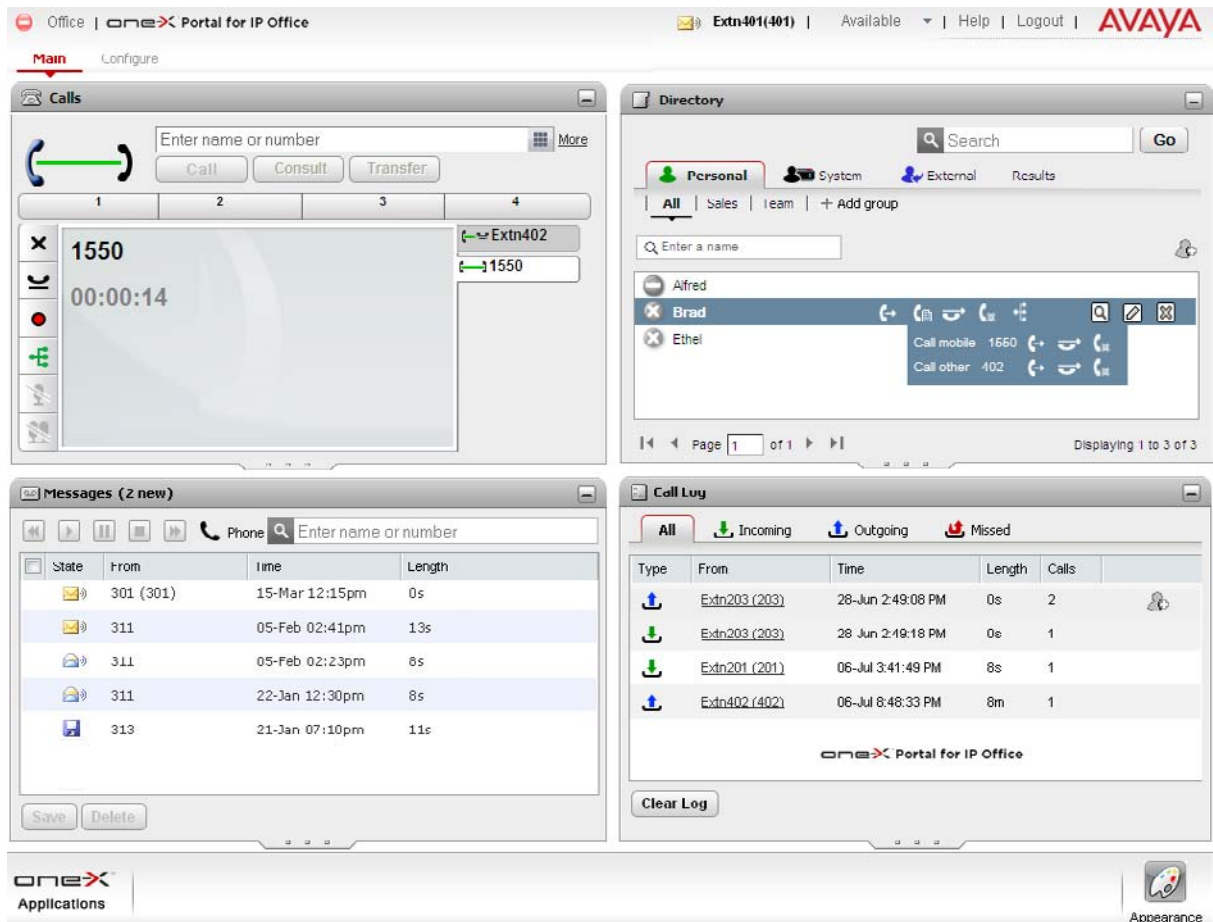 Office | one-X Portal for IP Office
Extn401(401) | Available | Help | Logout | AVAYA
Main Configure
Calls
Enter name or number More
Call Consult Transfer
1 2 3 4
1550
00:00:14
Extn402
1550
Directory
Search Go
Personal System External Results
All | Sales | Team | + Add group
Enter a name
Alfred
Brad
Ethel
Call mobile 1550
Call other 402
Page 1 of 1
Displaying 1 to 3 of 3
Messages (2 new)
Phone Enter name or number
State From Time Length
301 (301) 15-Mar 12:15pm 0s
311 05-Feb 02:41pm 13s
311 05-Feb 02:23pm 8s
311 22-Jan 12:30pm 8s
313 21-Jan 07:10pm 11s
Save Delete
Call Log
All Incoming Outgoing Missed
Type From Time Length Calls
Extn203 (203) 28-Jun 2:49:08 PM 0s 2
Extn203 (203) 28 Jun 2:49:18 PM 0s 1
Extn201 (201) 06-Jul 3:41:49 PM 8s 1
Extn402 (402) 06-Jul 8:48:33 PM 8m 1
one-X Portal for IP Office
Clear Log
one-X
Applications
Appearance